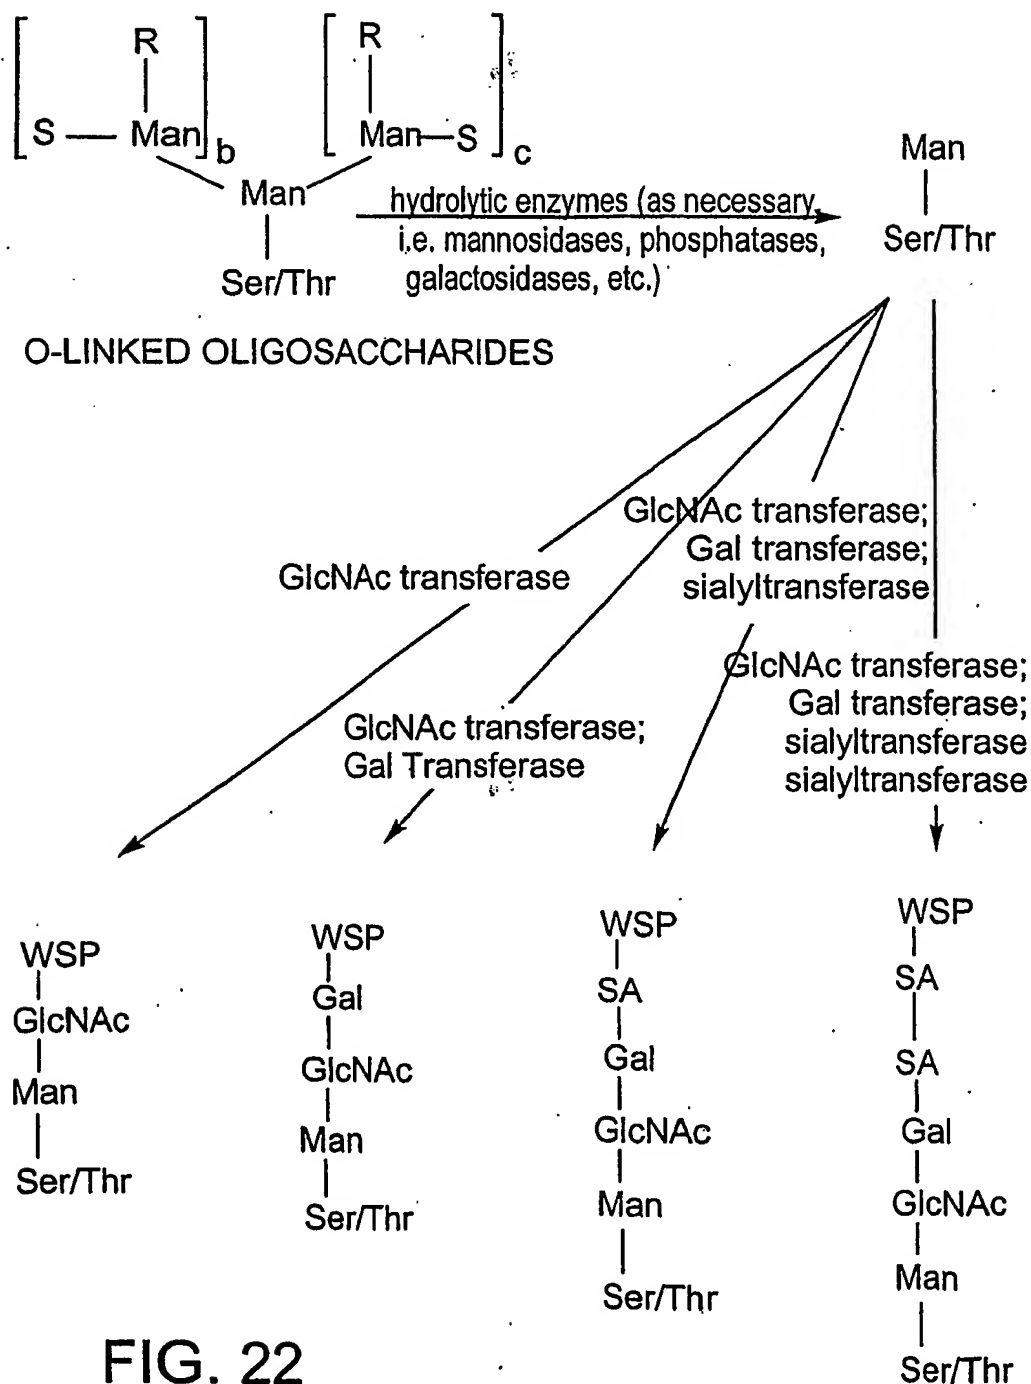 R
R
S
Man
b
Man
S
c
Man
Ser/Thr
hydrolytic enzymes (as necessary,
i.e. mannosidases, phosphatases,
galactosidases, etc.)
Man
Ser/Thr
O-LINKED OLIGOSACCHARIDES
GlcNAc transferase
GlcNAc transferase;
Gal Transferase
GlcNAc transferase;
Gal transferase;
sialyltransferase
GlcNAc transferase;
Gal transferase;
sialyltransferase
sialyltransferase
WSP
GlcNAc
Man
Ser/Thr
WSP
Gal
GlcNAc
Man
Ser/Thr
WSP
SA
Gal
GlcNAc
Man
Ser/Thr
WSP
SA
SA
Gal
GlcNAc
Man
Ser/Thr
FIG. 22